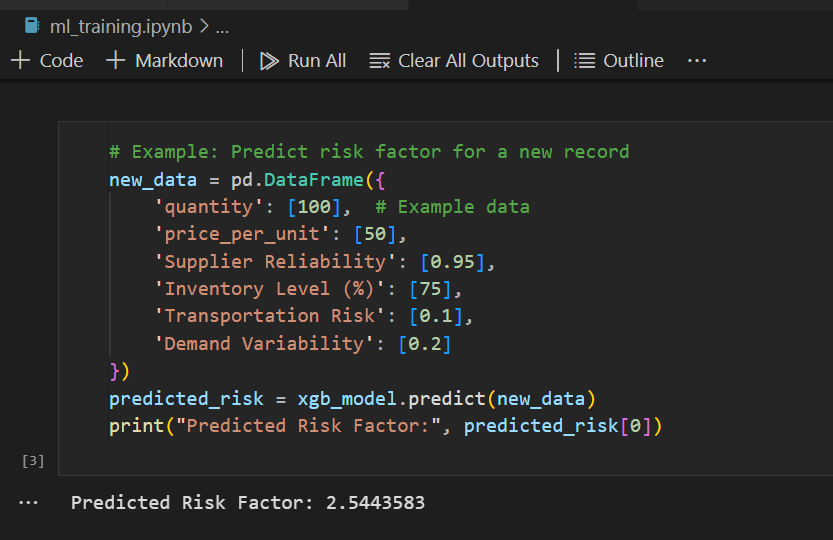 ml_training.ipynb > ...
+ Code + Markdown | Run All Clear All Outputs | Outline ...
# Example: Predict risk factor for a new record
new_data = pd.DataFrame({
    'quantity': [100],  # Example data
    'price_per_unit': [50],
    'Supplier Reliability': [0.95],
    'Inventory Level (%)': [75],
    'Transportation Risk': [0.1],
    'Demand Variability': [0.2]
})
predicted_risk = xgb_model.predict(new_data)
print("Predicted Risk Factor:", predicted_risk[0])
[3]
... Predicted Risk Factor: 2.5443583